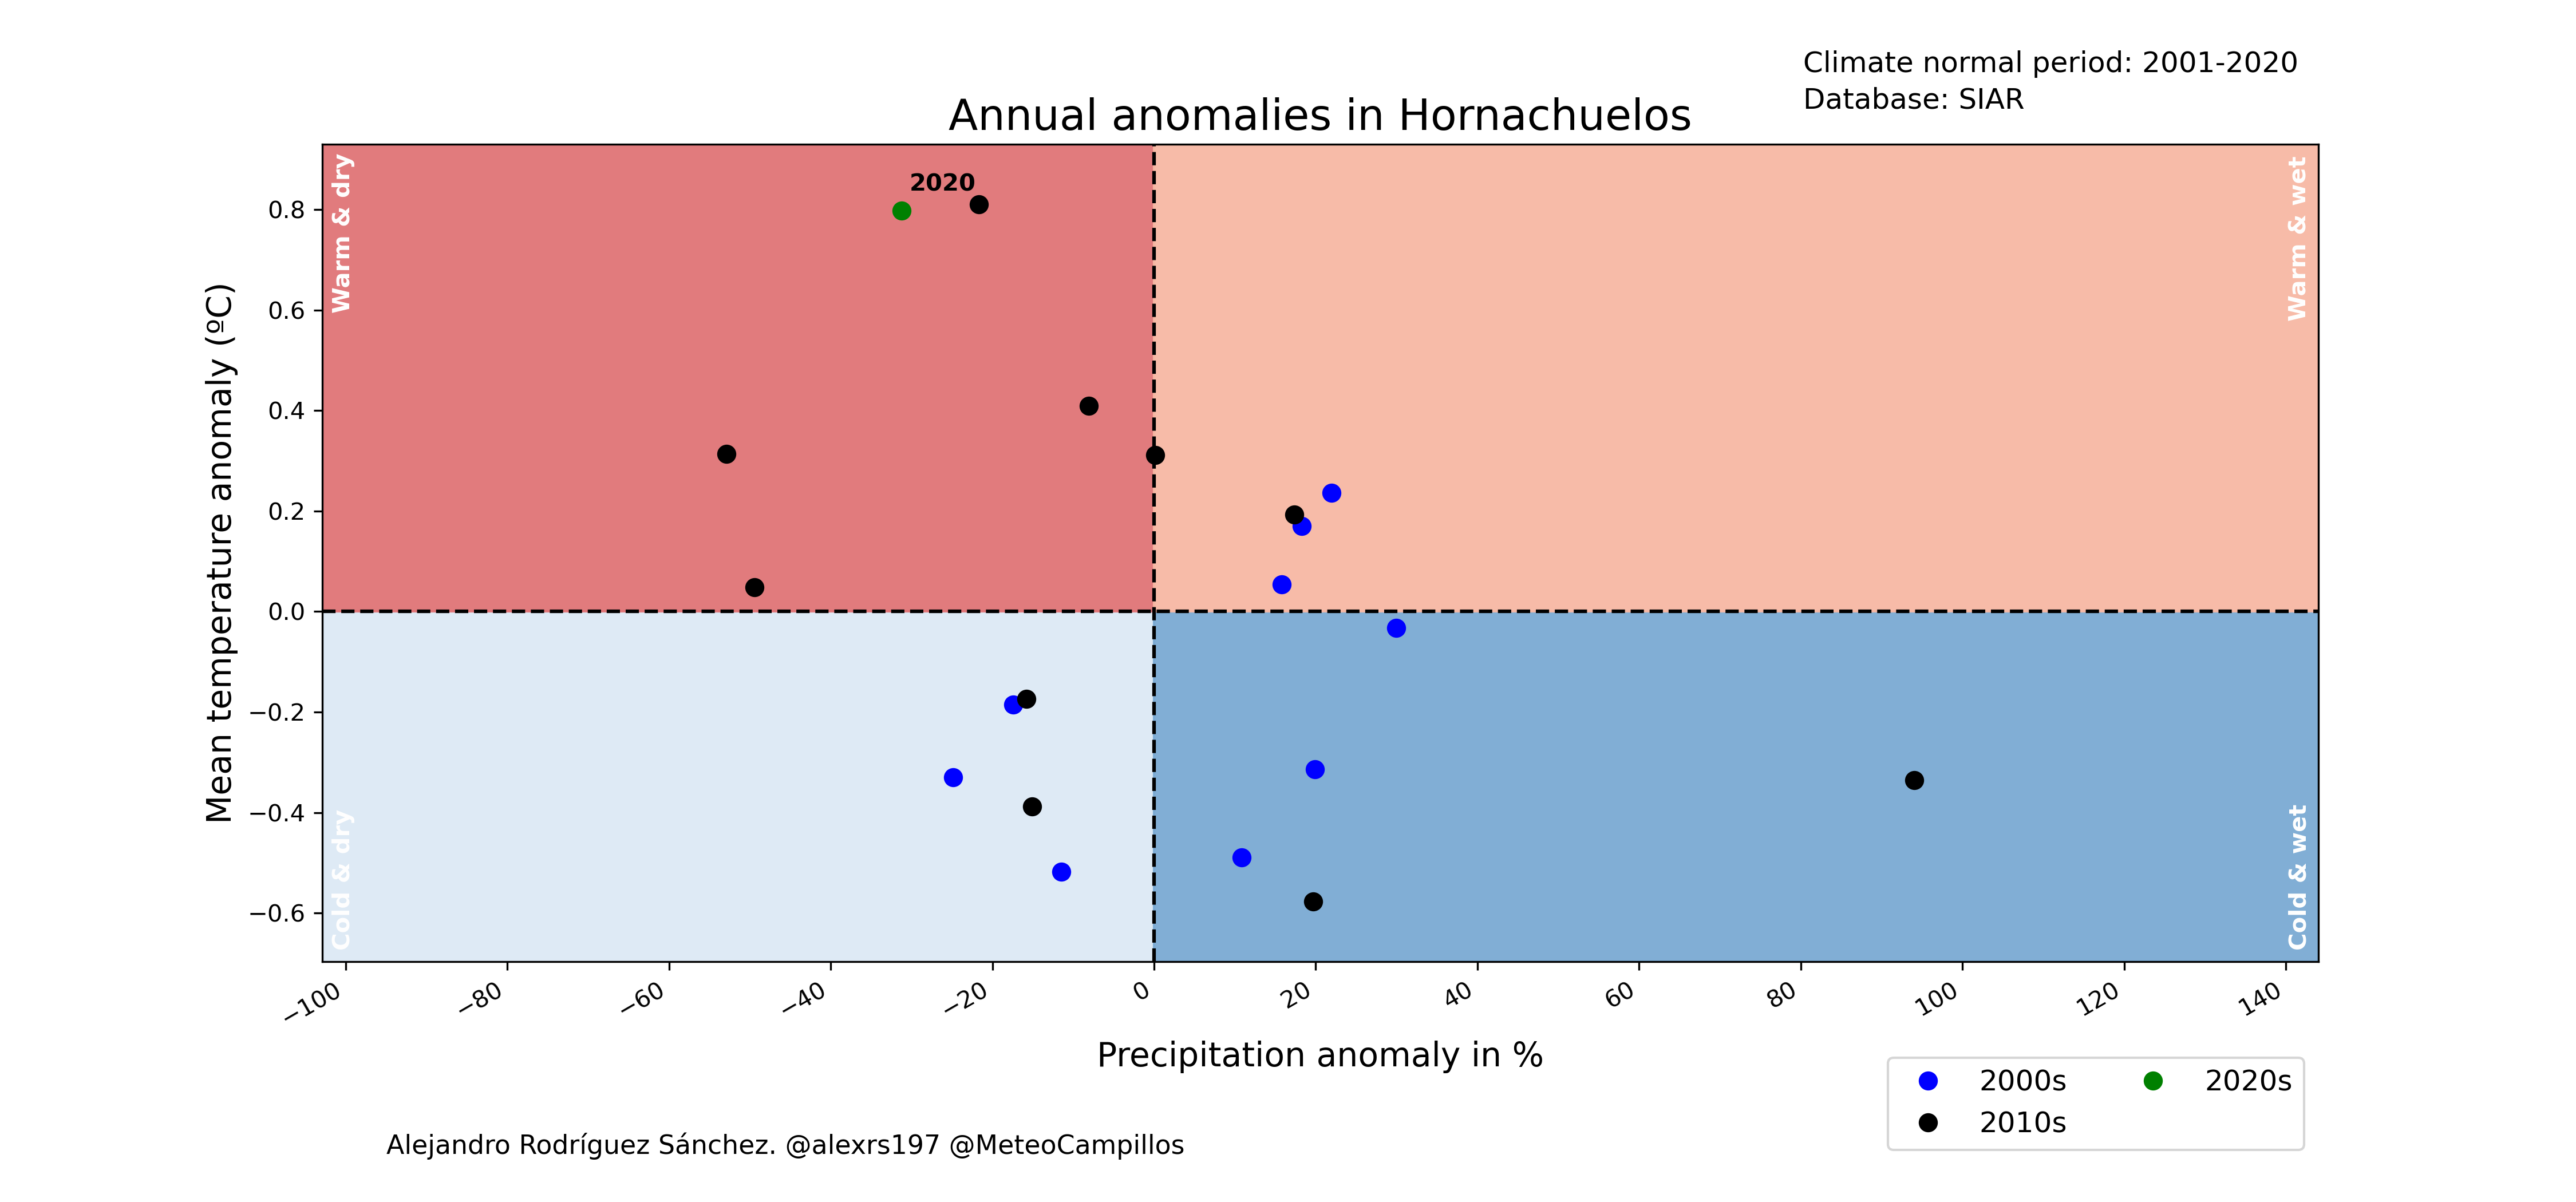 Climate normal period: 2001-2020
Database: SIAR
Annual anomalies in Hornachuelos
Warm & dry
Warm & wet
2020
0.8
0.6
0.4
0.2
0.0
−0.2
−0.4
−0.6
Mean temperature anomaly (ºC)
Cold & dry
Cold & wet
−100 −80 −60 −40 −20 0 20 40 60 80 100 120 140
Precipitation anomaly in %
2000s 2020s
2010s
Alejandro Rodríguez Sánchez. @alexrs197 @MeteoCampillos